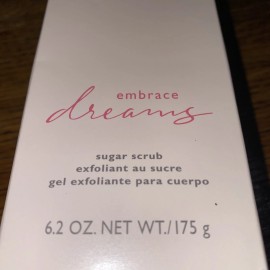 embrace
dreams
sugar scrub
exfoliant au sucre
gel exfoliante para cuerpo
6.2 OZ. NET WT./175 g